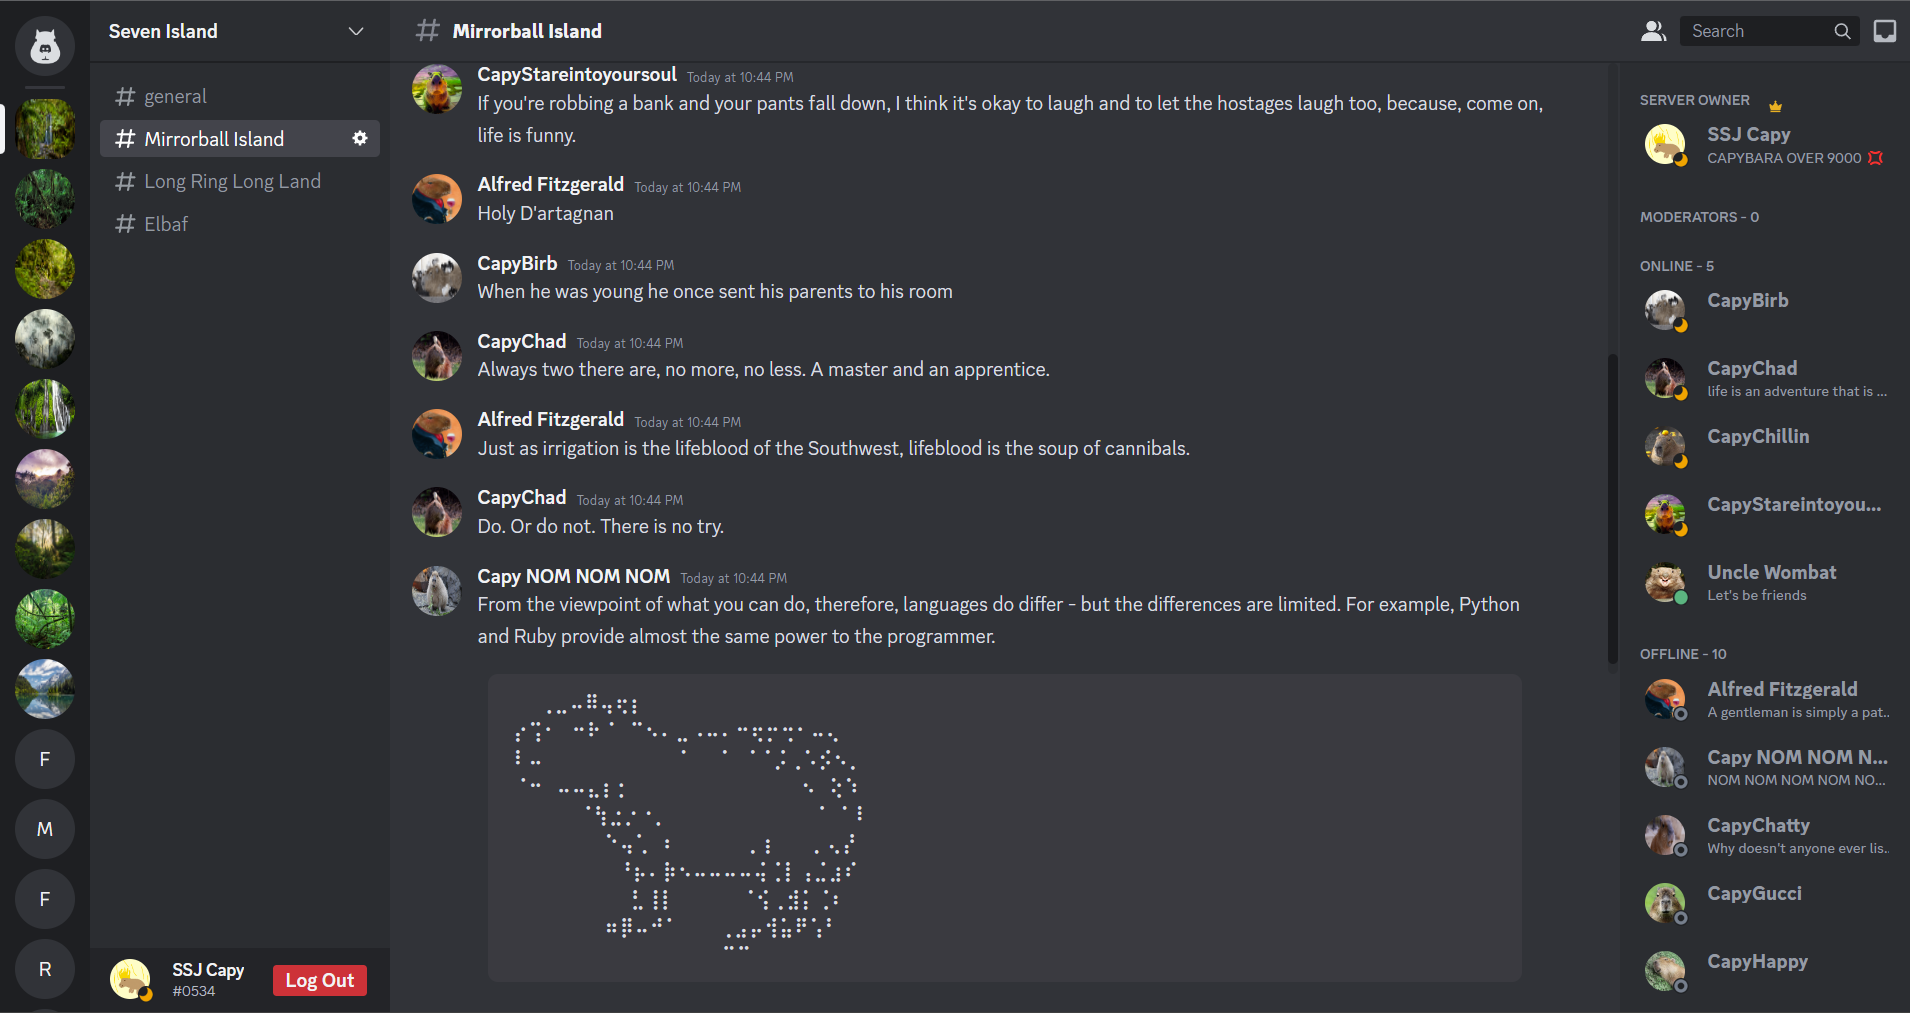 Seven Island
general
Mirrorball Island
Long Ring Long Land
Elbaf
SSJ Capy
#0534
Log Out
F
M
F
R
Mirrorball Island
Search
CapyStareintoyoursoul Today at 10:44 PM
If you're robbing a bank and your pants fall down, I think it's okay to laugh and to let the hostages laugh too, because, come on,
life is funny.
Alfred Fitzgerald Today at 10:44 PM
Holy D'artagnan
CapyBirb Today at 10:44 PM
When he was young he once sent his parents to his room
CapyChad Today at 10:44 PM
Always two there are, no more, no less. A master and an apprentice.
Alfred Fitzgerald Today at 10:44 PM
Just as irrigation is the lifeblood of the Southwest, lifeblood is the soup of cannibals.
CapyChad Today at 10:44 PM
Do. Or do not. There is no try.
Capy NOM NOM NOM Today at 10:44 PM
From the viewpoint of what you can do, therefore, languages do differ - but the differences are limited. For example, Python
and Ruby provide almost the same power to the programmer.
SERVER OWNER
SSJ Capy
CAPYBARA OVER 9000
MODERATORS - 0
ONLINE - 5
CapyBirb
CapyChad
life is an adventure that is ...
CapyChillin
CapyStareintoyou...
Uncle Wombat
Let's be friends
OFFLINE - 10
Alfred Fitzgerald
A gentleman is simply a pat..
Capy NOM NOM N...
NOM NOM NOM NOM NO...
CapyChatty
Why doesn't anyone ever lis..
CapyGucci
CapyHappy